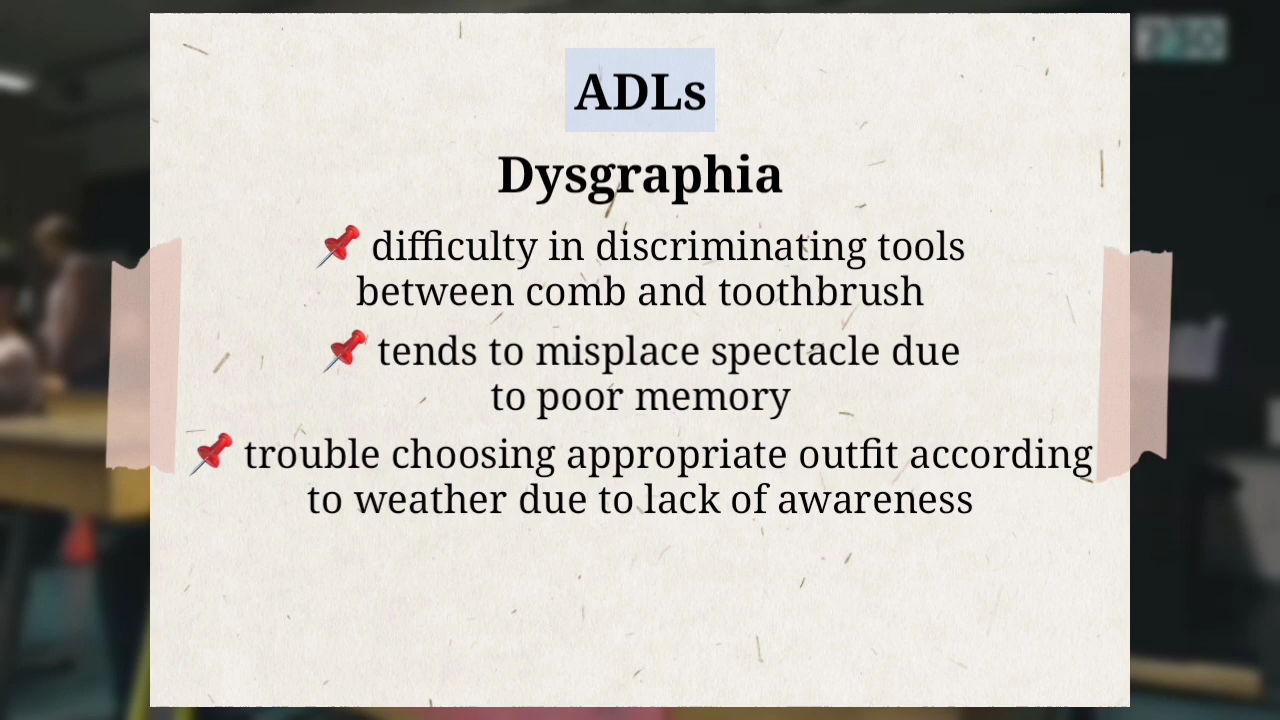 ADLs
Dysgraphia
📌 difficulty in discriminating tools
between comb and toothbrush
📌 tends to misplace spectacle due
to poor memory
📌 trouble choosing appropriate outfit according
to weather due to lack of awareness